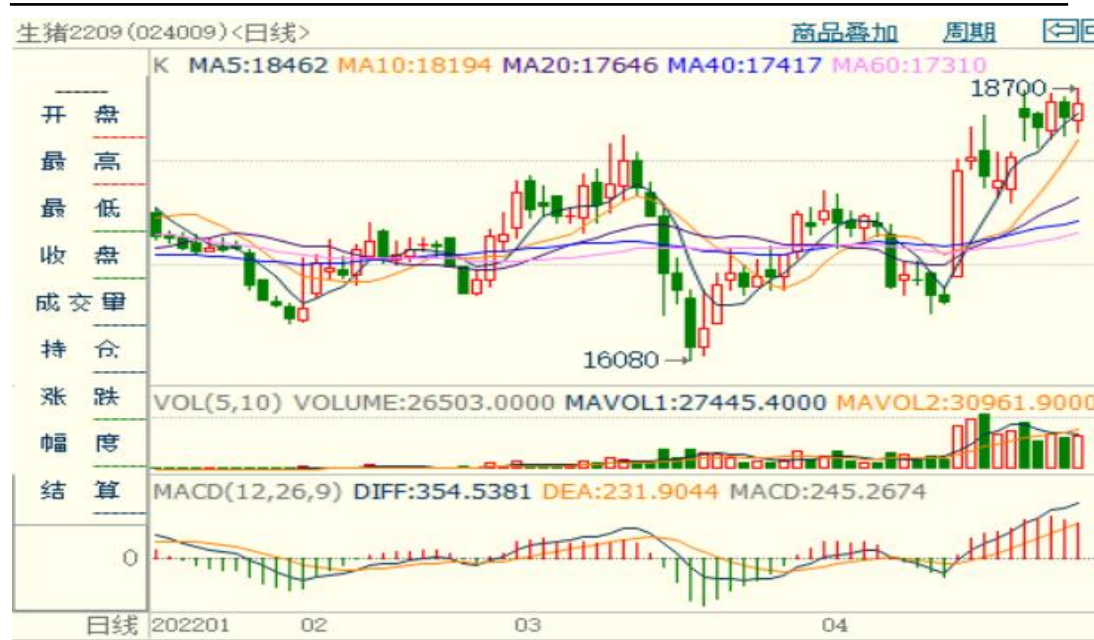 生猪2209(024009)<日线> 商品叠加 周期
K MA5:18462 MA10:18194 MA20:17646 MA40:17417 MA60:17310
18700
开 盘
最 高
最 低
收 盘
成 交 量
16080
持 仓
涨 跌
VOL(5,10) VOLUME:26503.0000 MAVOL1:27445.4000 MAVOL2:30961.9000
幅 度
结 算
MACD(12,26,9) DIFF:354.5381 DEA:231.9044 MACD:245.2674
0
日线 202201 02 03 04